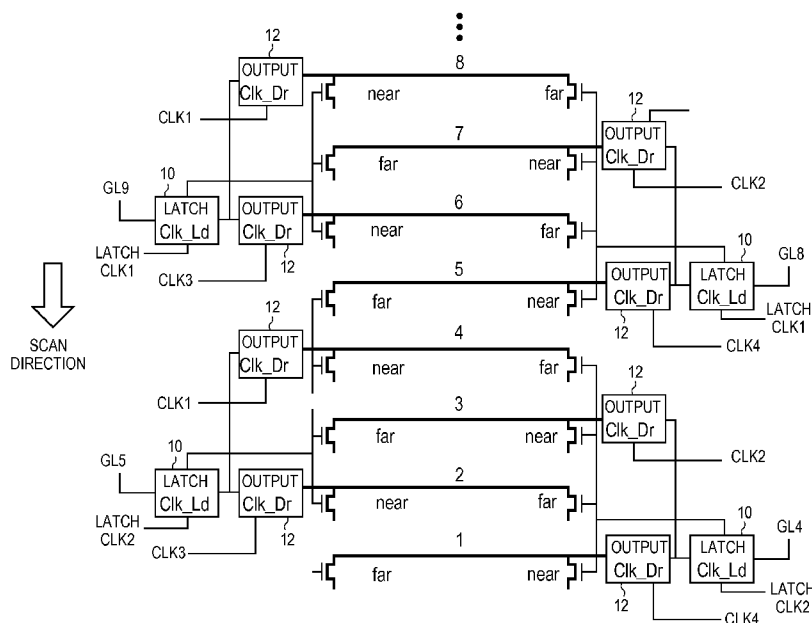 12
OUTPUT
Clk_Dr
8
near
far
CLK1
12
OUTPUT
Clk_Dr
7
far
near
CLK2
10
GL9
LATCH
Clk_Ld
OUTPUT
Clk_Dr
12
6
near
far
LATCH
CLK1
CLK3
10
GL8
5
far
near
OUTPUT
Clk_Dr
12
LATCH
Clk_Ld
LATCH
CLK1
CLK4
SCAN
DIRECTION
12
OUTPUT
Clk_Dr
4
near
far
CLK1
12
OUTPUT
Clk_Dr
3
far
near
CLK2
10
GL5
LATCH
Clk_Ld
OUTPUT
Clk_Dr
12
2
near
far
LATCH
CLK2
CLK3
10
GL4
1
far
near
OUTPUT
Clk_Dr
12
LATCH
Clk_Ld
LATCH
CLK2
CLK4